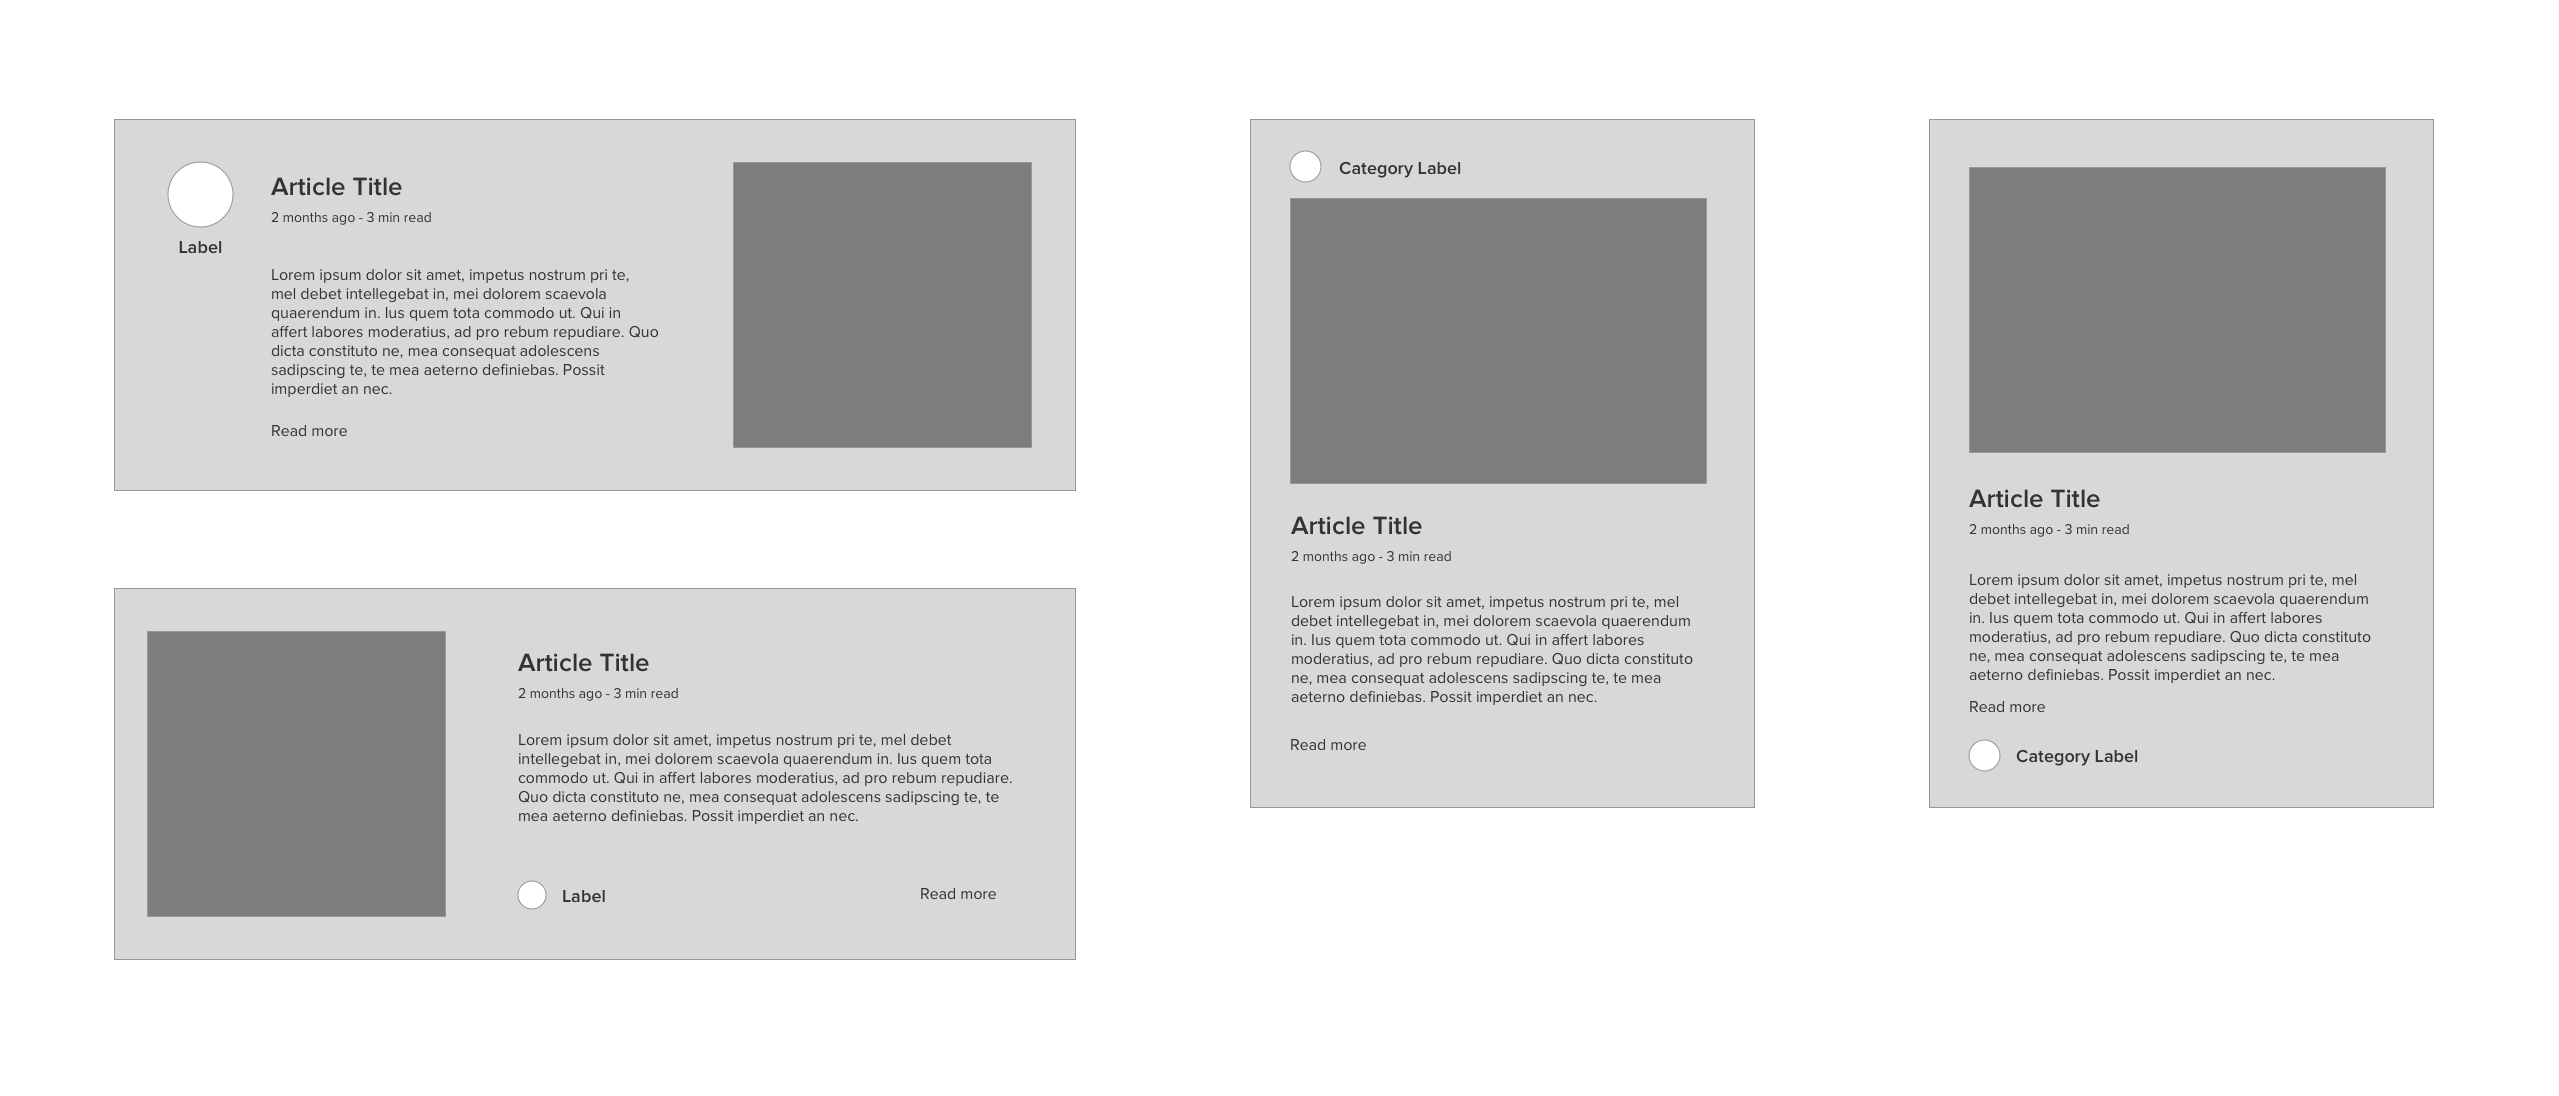 Article Title
2 months ago - 3 min read
Label
Lorem ipsum dolor sit amet, impetus nostrum pri te,
mel debet intellegebat in, mei dolorem scaevola
quaerendum in. Ius quem tota commodo ut. Qui in
affert labores moderatius, ad pro rebum repudiare. Quo
dicta constituto ne, mea consequat adolescens
sadipscing te, te mea aeterno definiebas. Possit
imperdiet an nec.
Read more
Article Title
2 months ago - 3 min read
Lorem ipsum dolor sit amet, impetus nostrum pri te, mel debet
intellegebat in, mei dolorem scaevola quaerendum in. Ius quem tota
commodo ut. Qui in affert labores moderatius, ad pro rebum repudiare.
Quo dicta constituto ne, mea consequat adolescens sadipscing te, te
mea aeterno definiebas. Possit imperdiet an nec.
Label
Read more
Category Label
Article Title
2 months ago - 3 min read
Lorem ipsum dolor sit amet, impetus nostrum pri te, mel
debet intellegebat in, mei dolorem scaevola quaerendum
in. Ius quem tota commodo ut. Qui in affert labores
moderatius, ad pro rebum repudiare. Quo dicta constituto
ne, mea consequat adolescens sadipscing te, te mea
aeterno definiebas. Possit imperdiet an nec.
Read more
Article Title
2 months ago - 3 min read
Lorem ipsum dolor sit amet, impetus nostrum pri te, mel
debet intellegebat in, mei dolorem scaevola quaerendum
in. Ius quem tota commodo ut. Qui in affert labores
moderatius, ad pro rebum repudiare. Quo dicta constituto
ne, mea consequat adolescens sadipscing te, te mea
aeterno definiebas. Possit imperdiet an nec.
Read more
Category Label